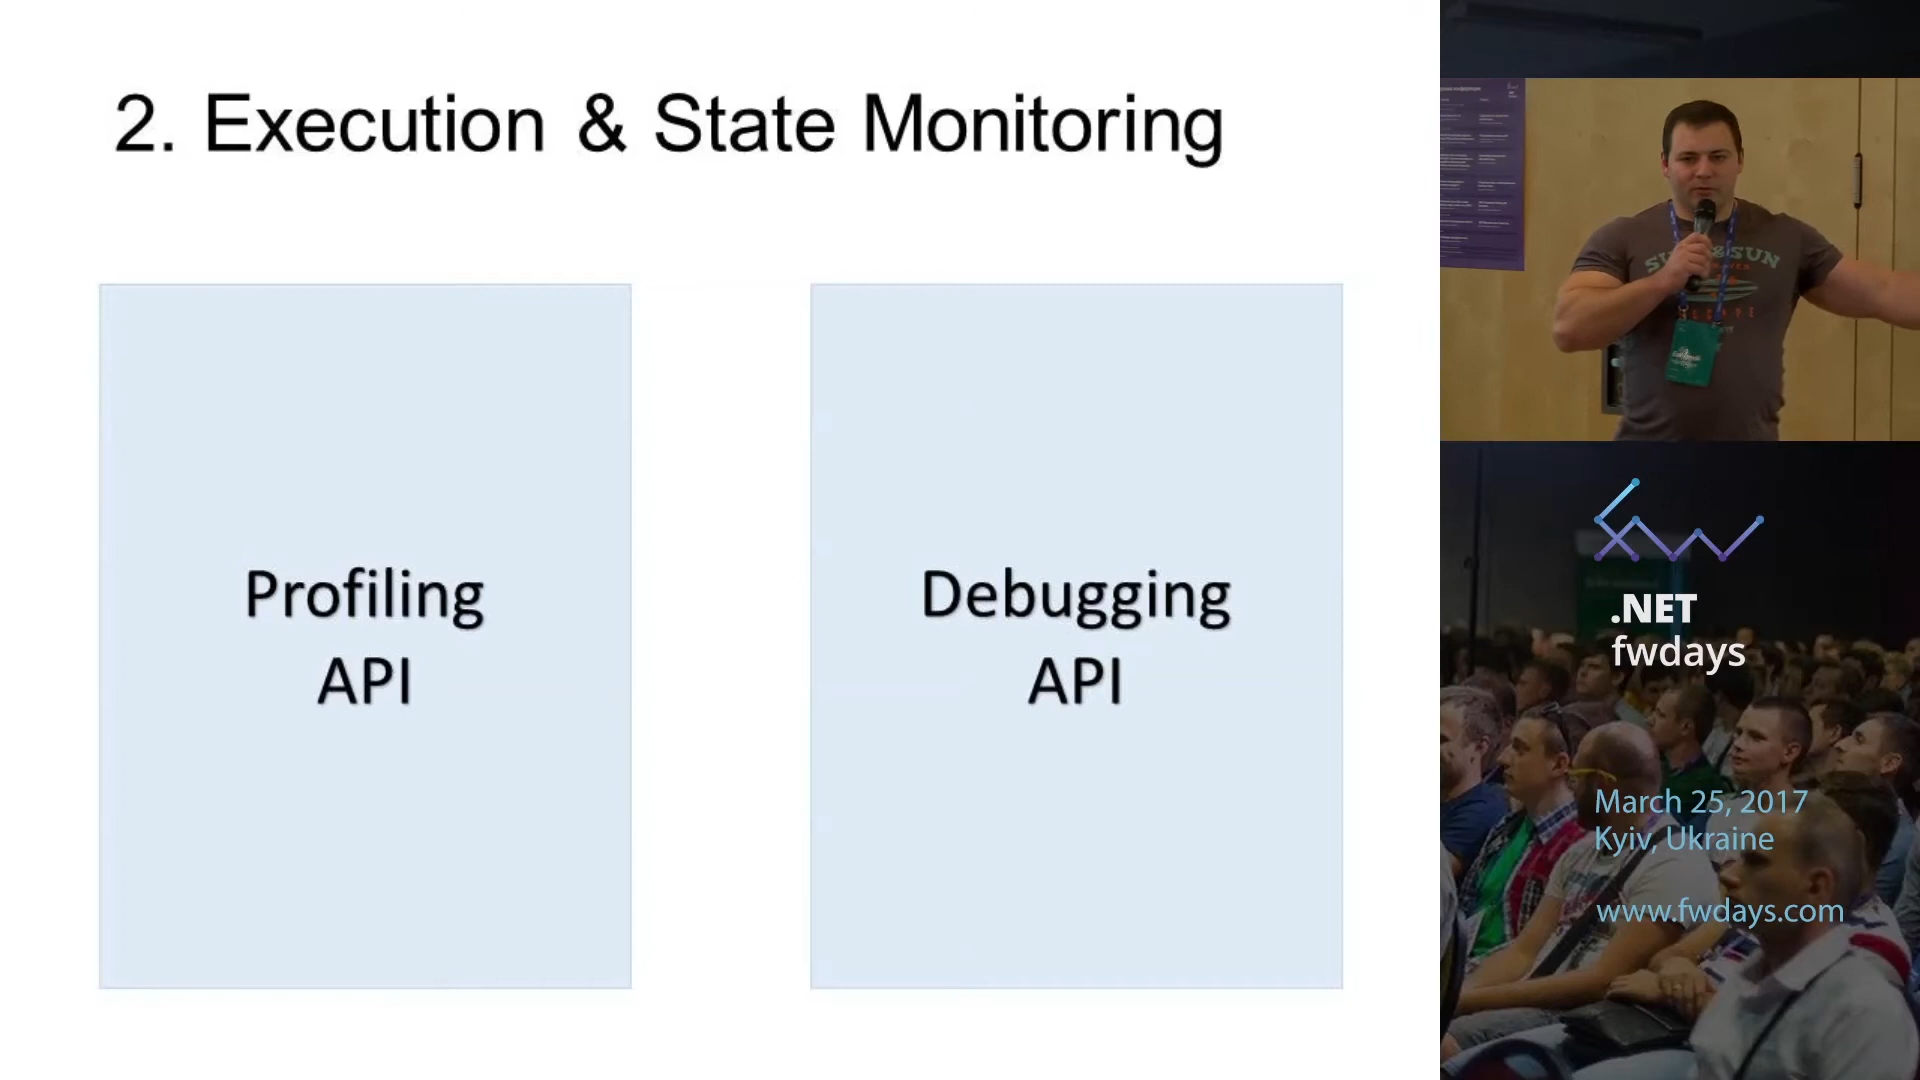 2. Execution & State Monitoring
Profiling
API
Debugging
API
.NET
fwdays
March 25, 2017
Kyiv, Ukraine
www.fwdays.com